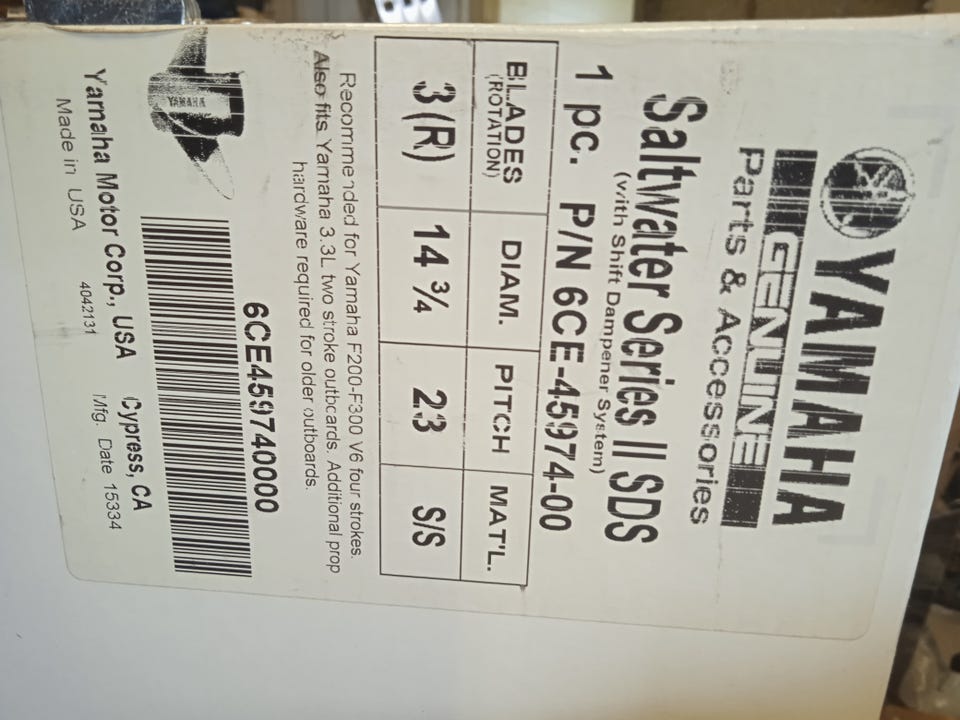 YAMAHA
GENUINE
Parts & Accessories
Saltwater Series II SDS
(with Shift Dampener System)
1 pc. P/N 6CE-45974-00
BLADES (ROTATION) DIAM. PITCH MAT'L.
3 (R) 14 ¾ 23 S/S
Recommended for Yamaha F200-F300 V6 four strokes.
Also fits Yamaha 3.3L two stroke outboards. Additional prop
hardware required for older outboards.
6CE459740000
YAMAHA
Yamaha Motor Corp., USA Cypress, CA
Made in USA 4042131 Mfg. Date 15334